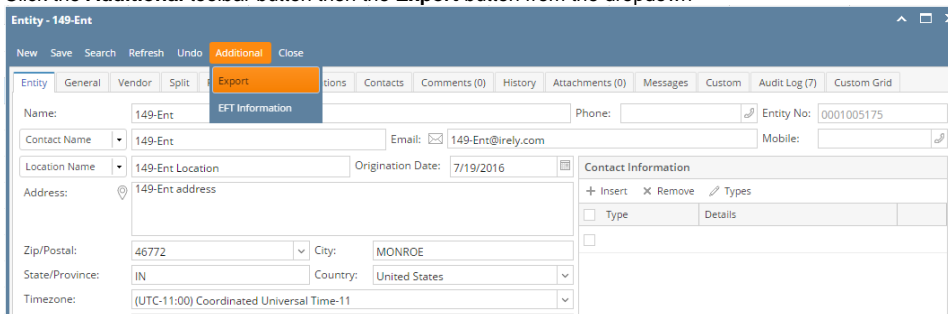 Click the Additional toolbar button then the Export button from the dropdown
Entity - 149-Ent
New Save Search Refresh Undo Additional Close
Entity General Vendor Split Export Contacts Comments (0) History Attachments (0) Messages Custom Audit Log (7) Custom Grid
EFT Information
Name: 149-Ent Phone: Entity No: 0001005175
Contact Name 149-Ent Email: 149-Ent@irely.com Mobile:
Location Name 149-Ent Location Origination Date: 7/19/2016 Contact Information
Address: 149-Ent address + Insert X Remove Types
Type Details
Zip/Postal: 46772 City: MONROE
State/Province: IN Country: United States
Timezone: (UTC-11:00) Coordinated Universal Time-11